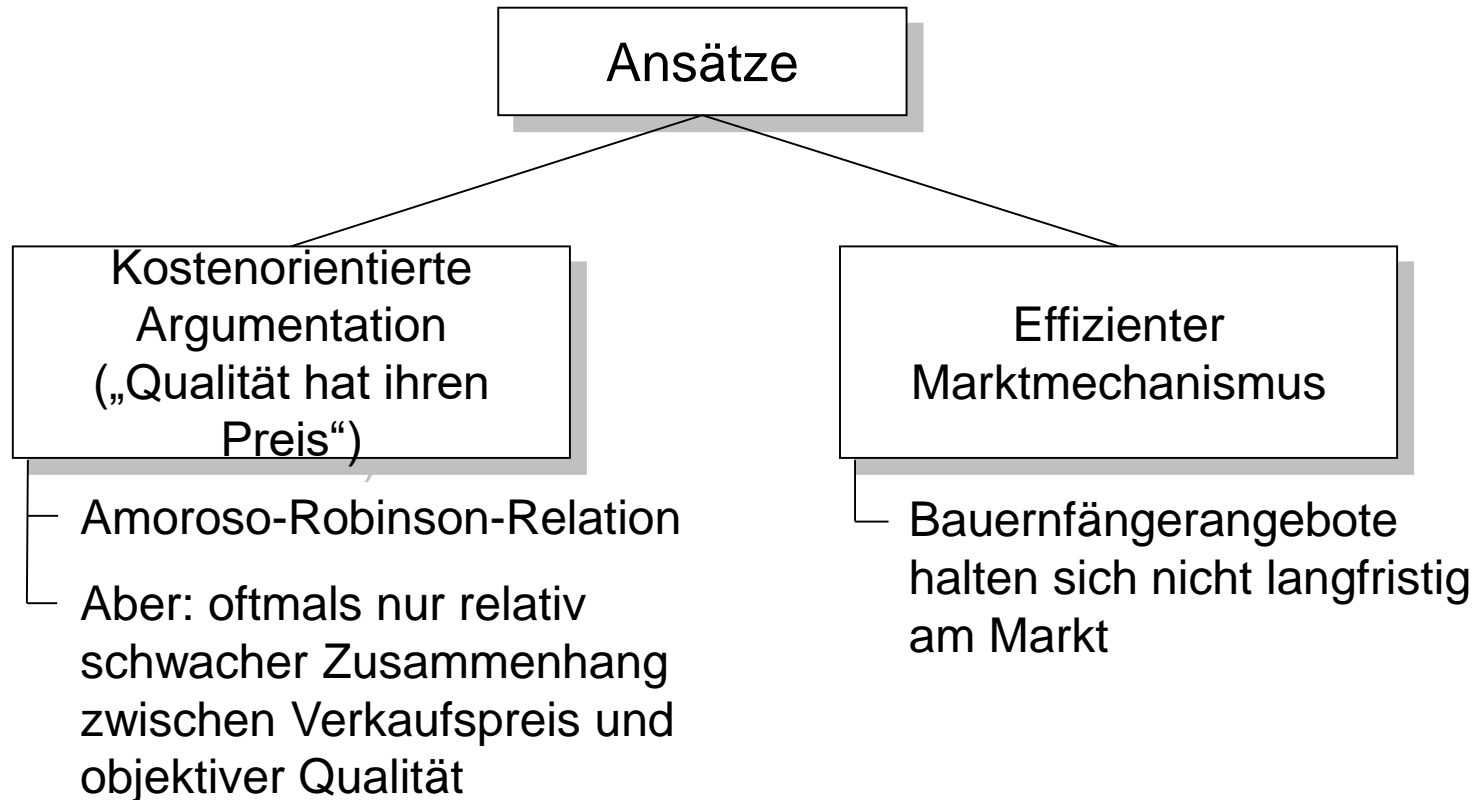 Ansätze
Kostenorientierte
Argumentation
(„Qualität hat ihren
Preis“)
Effizienter
Marktmechanismus
Amoroso-Robinson-Relation
Aber: oftmals nur relativ
schwacher Zusammenhang
zwischen Verkaufspreis und
objektiver Qualität
Bauernfängerangebote
halten sich nicht langfristig
am Markt